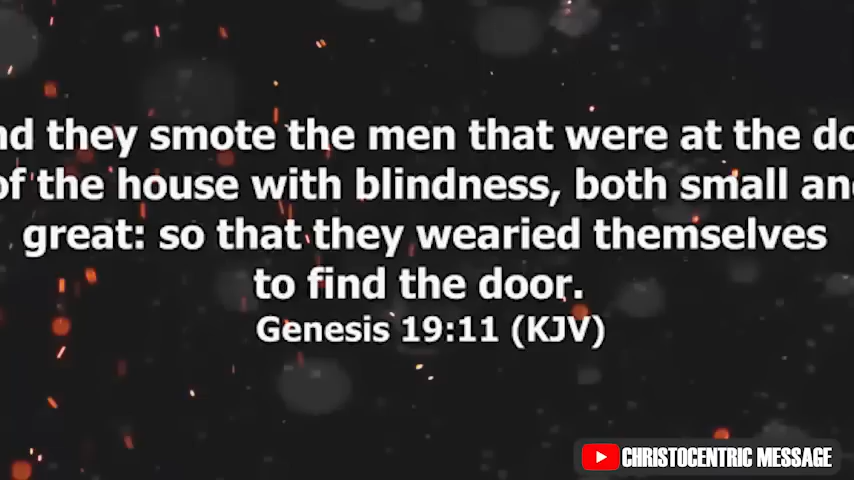 nd they smote the men that were at the do
of the house with blindness, both small an
great: so that they wearied themselves
to find the door.
Genesis 19:11 (KJV)
CHRISTOCENTRIC MESSAGE